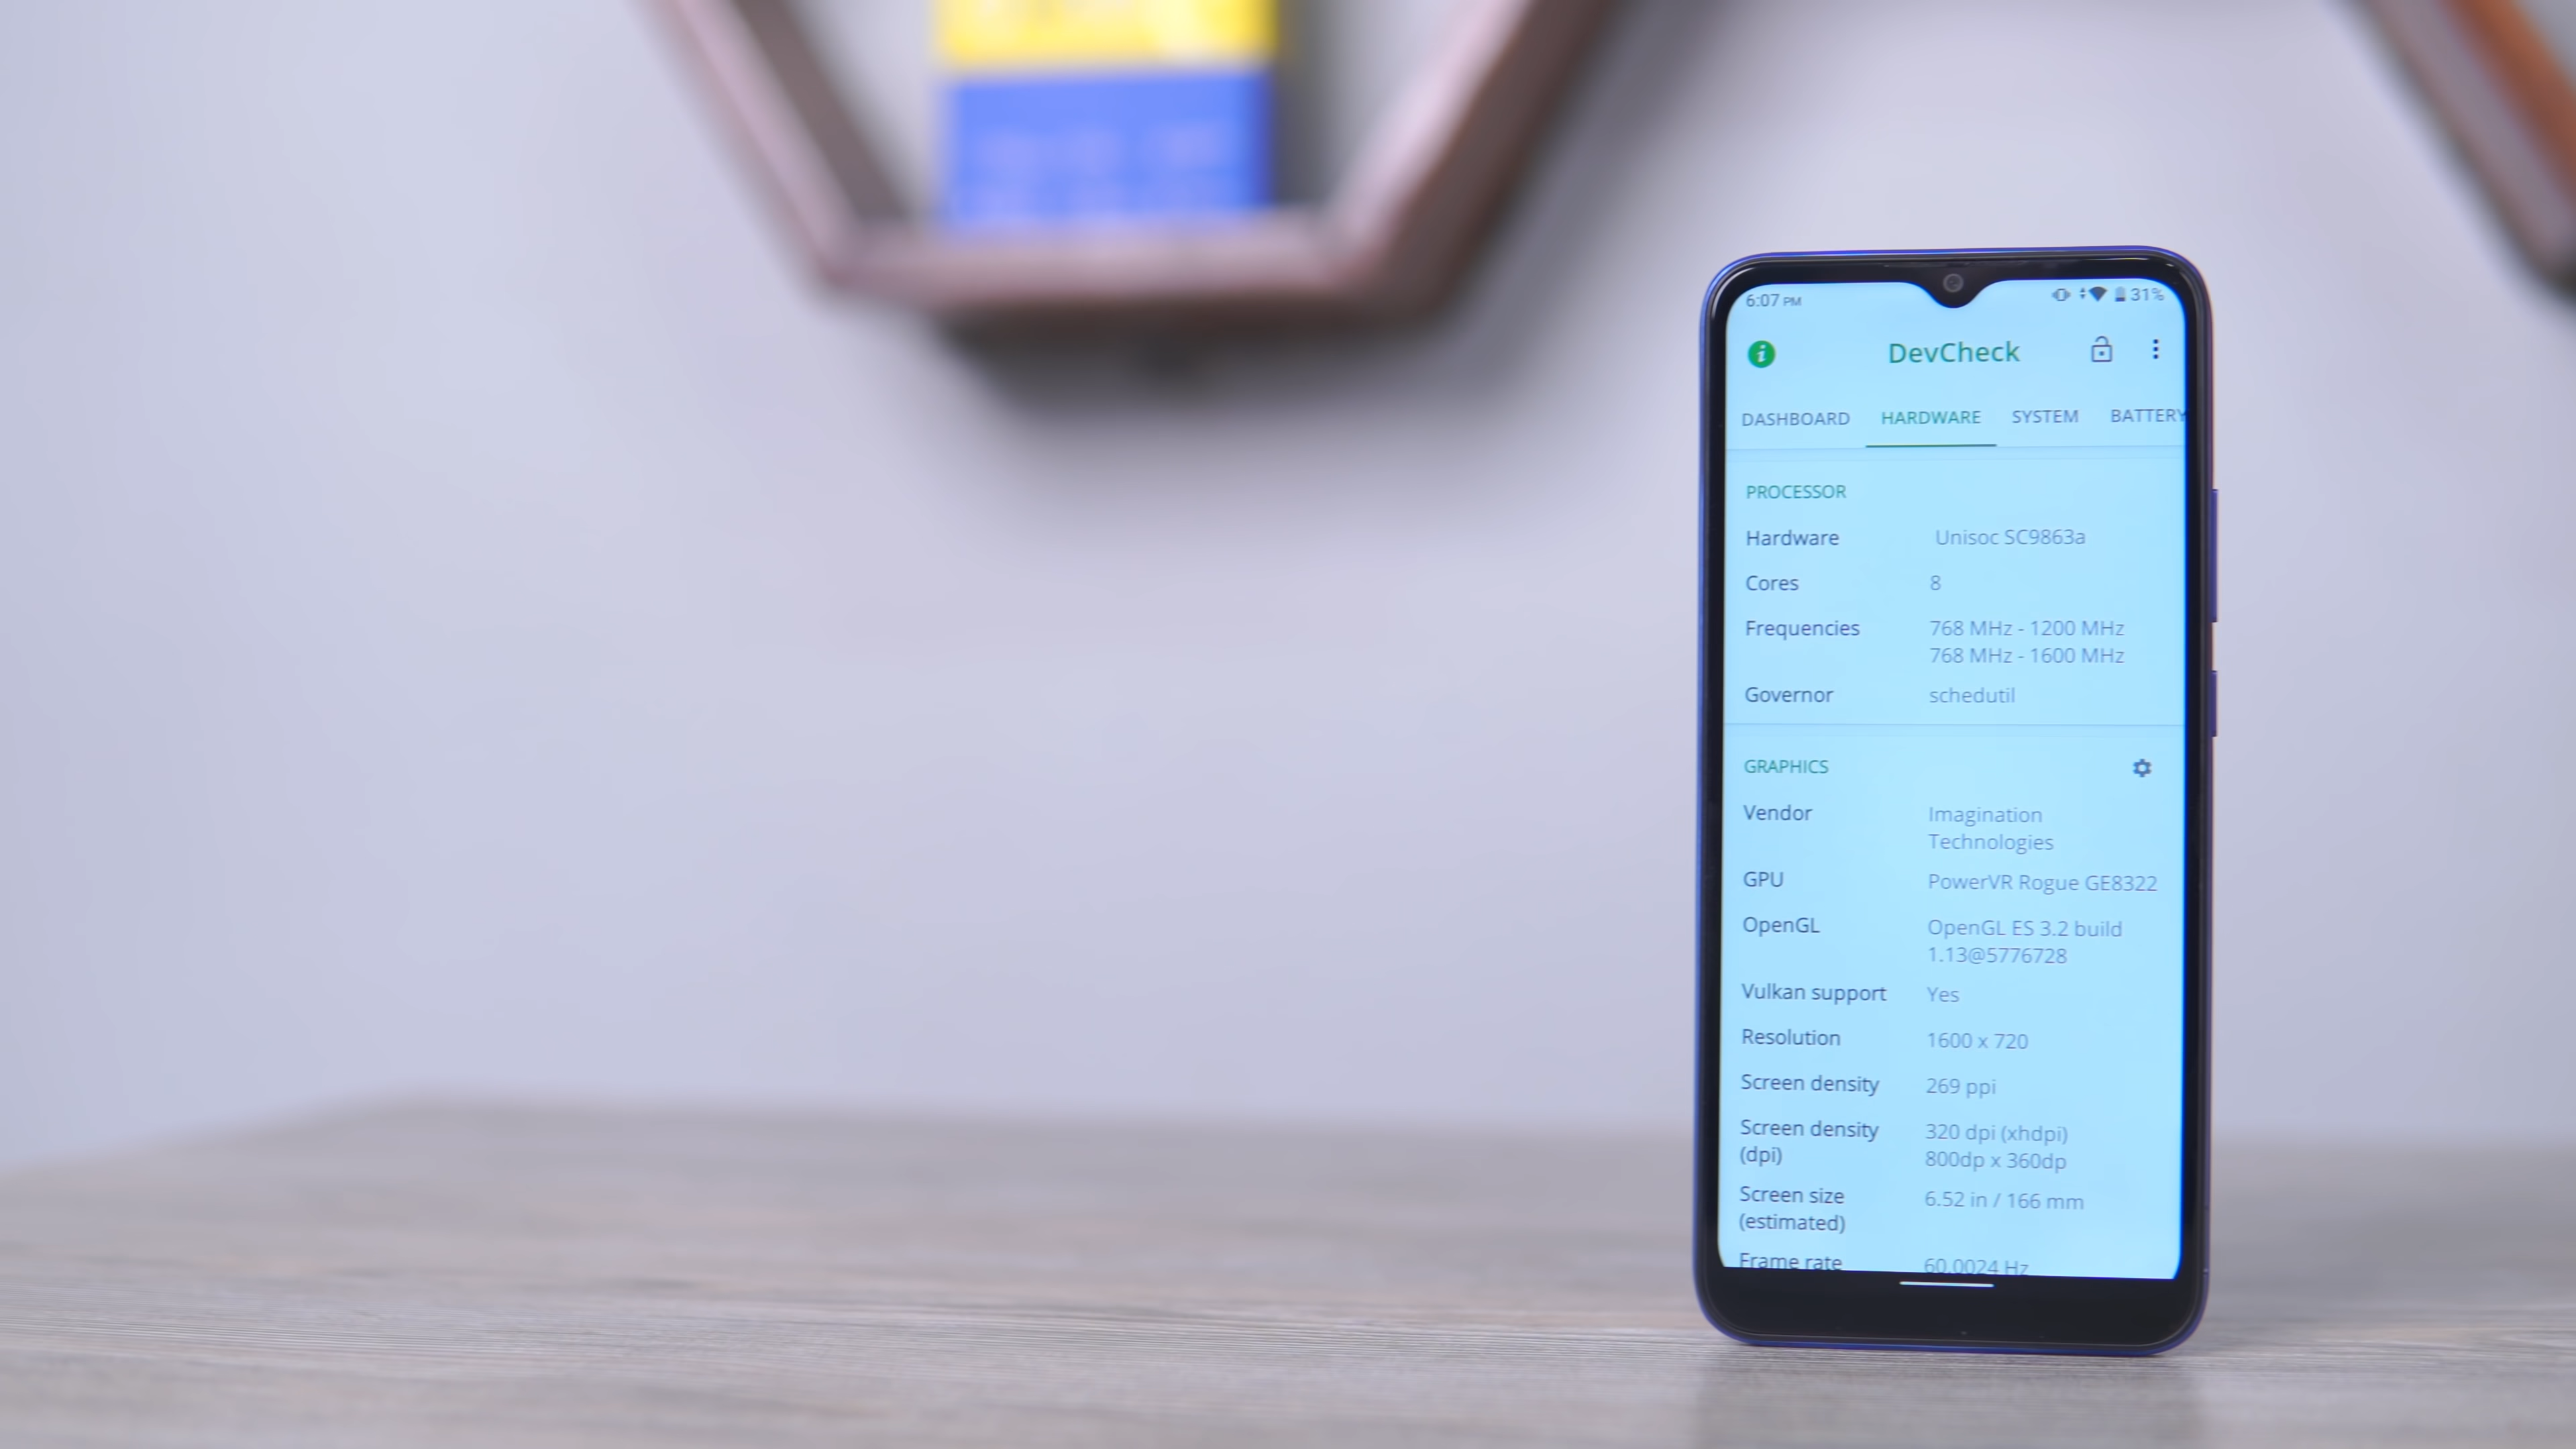 6:07 PM 31%
DevCheck
DASHBOARD HARDWARE SYSTEM BATTERY
PROCESSOR
Hardware Unisoc SC9863a
Cores 8
Frequencies 768 MHz - 1200 MHz
768 MHz - 1600 MHz
Governor schedutil
GRAPHICS
Vendor Imagination
Technologies
GPU PowerVR Rogue GE8322
OpenGL OpenGL ES 3.2 build
1.13@5776728
Vulkan support Yes
Resolution 1600 x 720
Screen density 269 ppi
Screen density 320 dpi (xhdpi)
(dpi) 800dp x 360dp
Screen size 6.52 in / 166 mm
(estimated)
Frame rate 60.0024 Hz